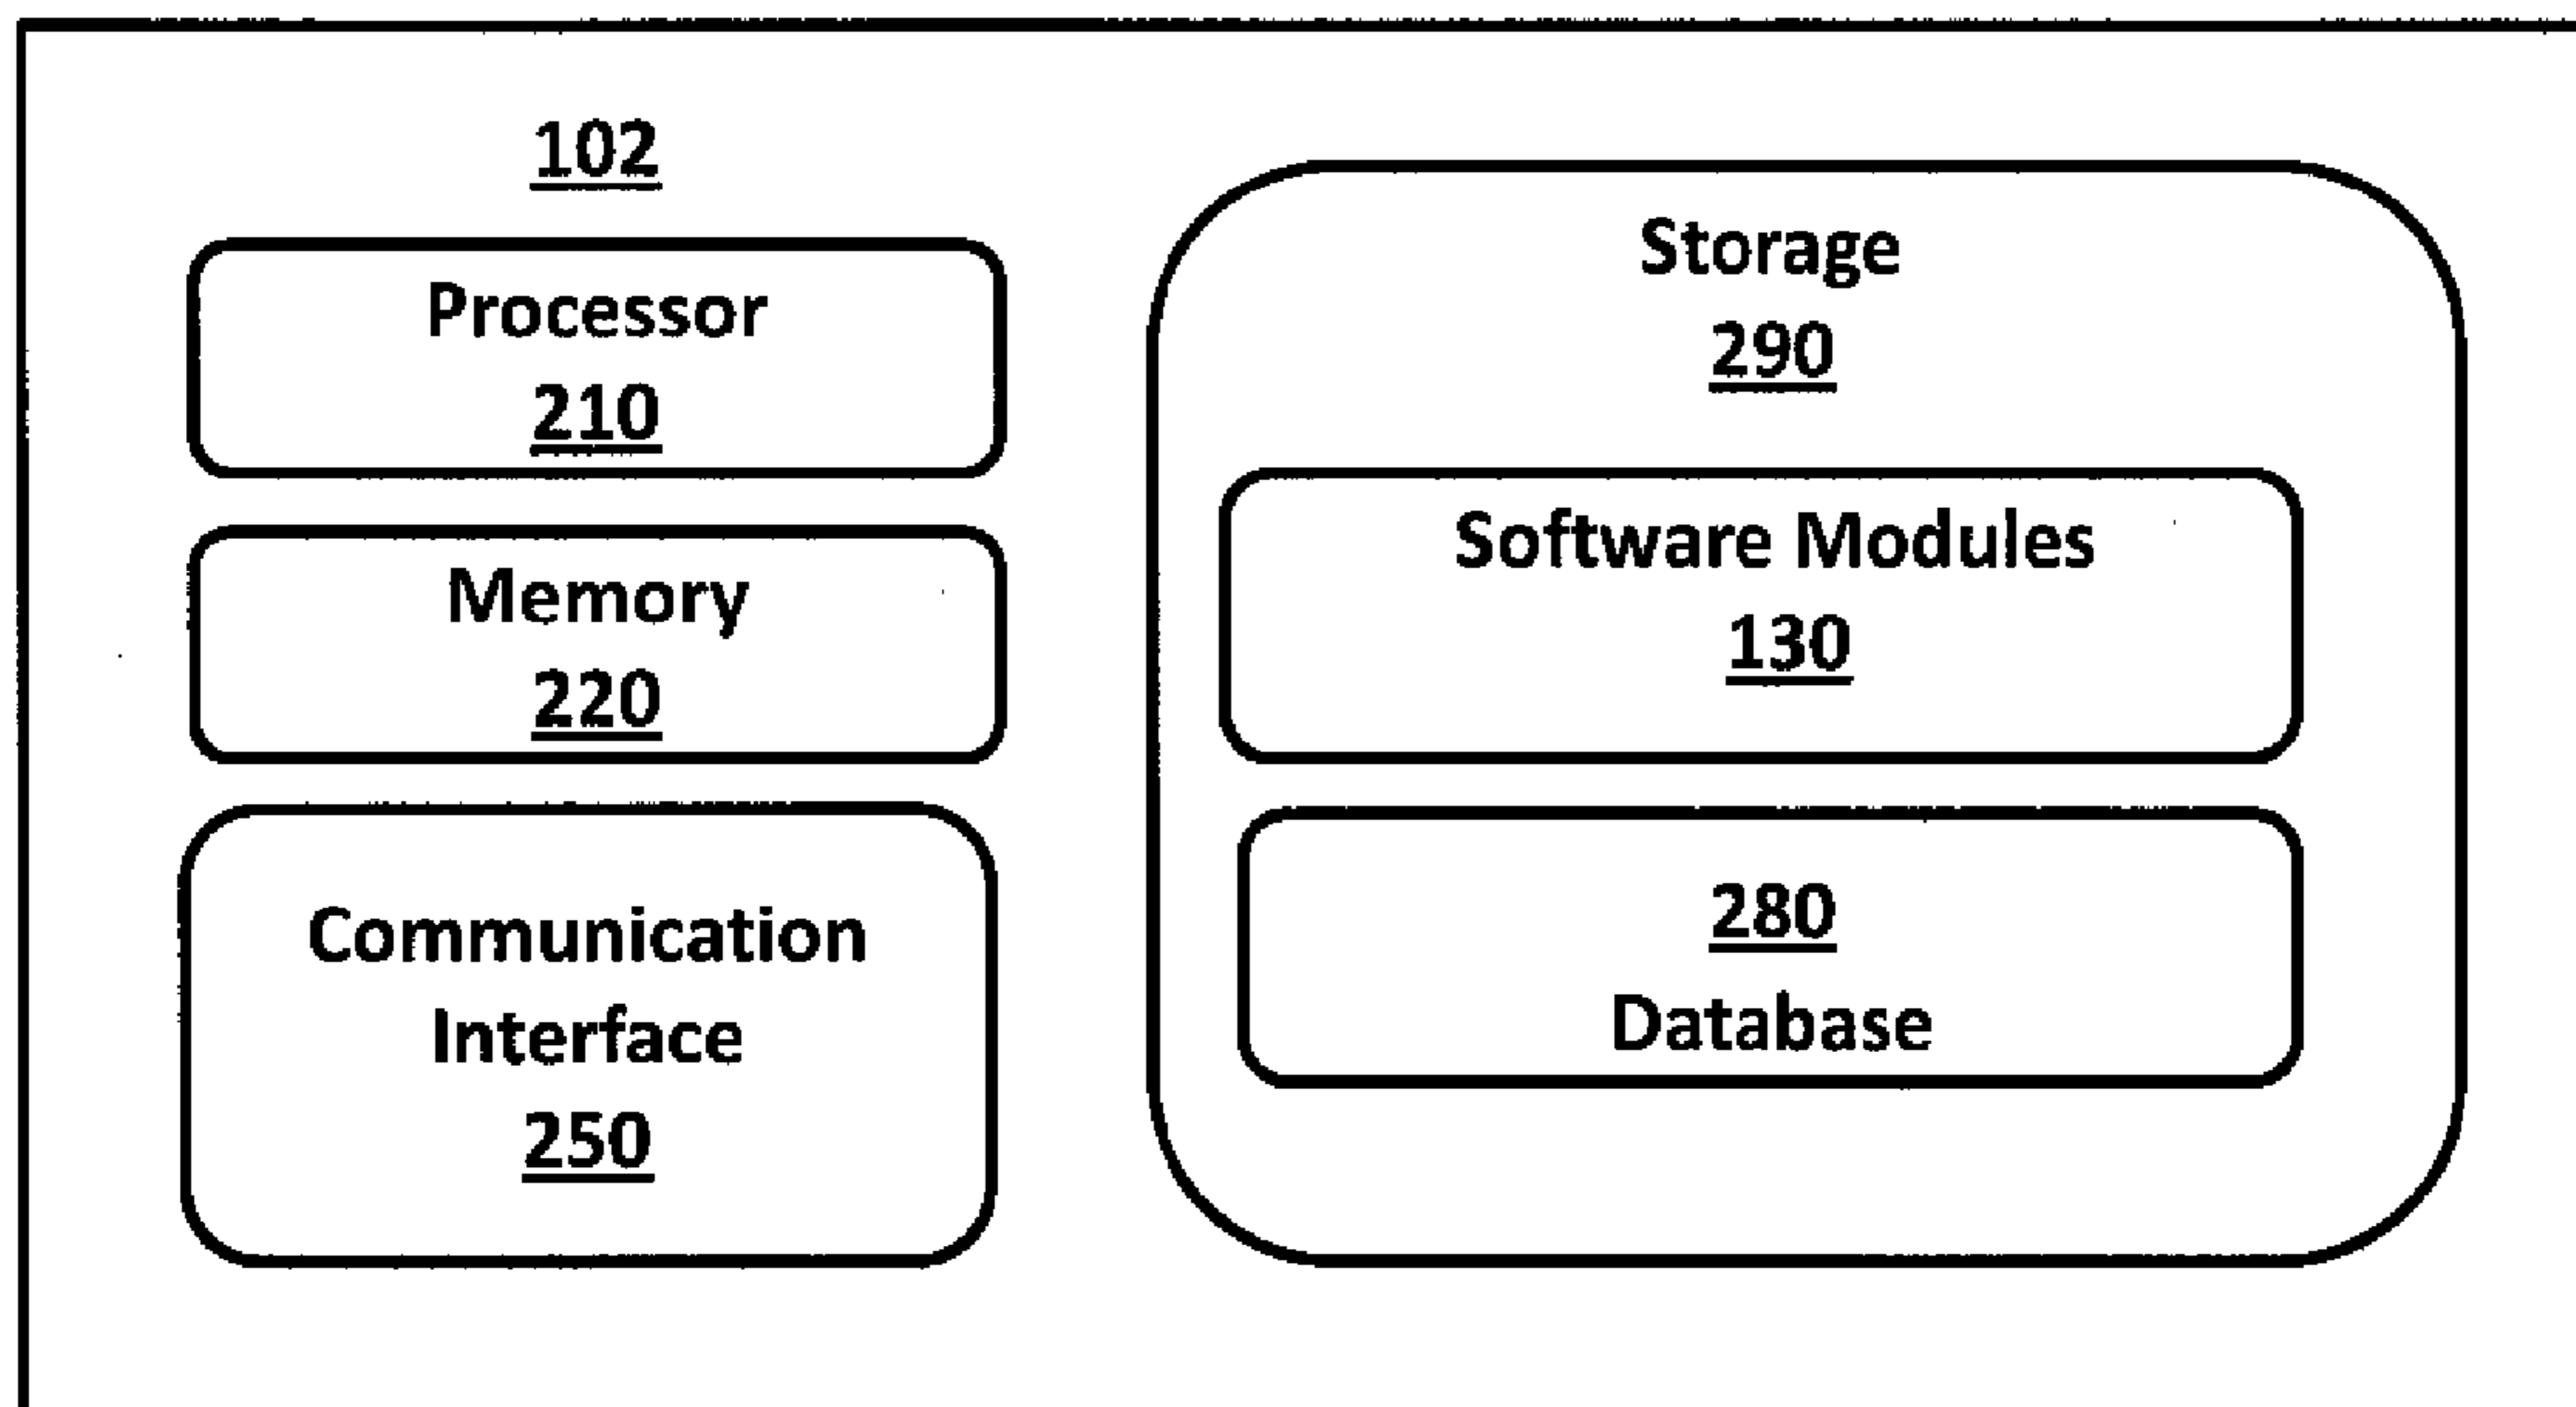 102
Processor
210
Memory
220
Communication
Interface
250
Storage
290
Software Modules
130
280
Database